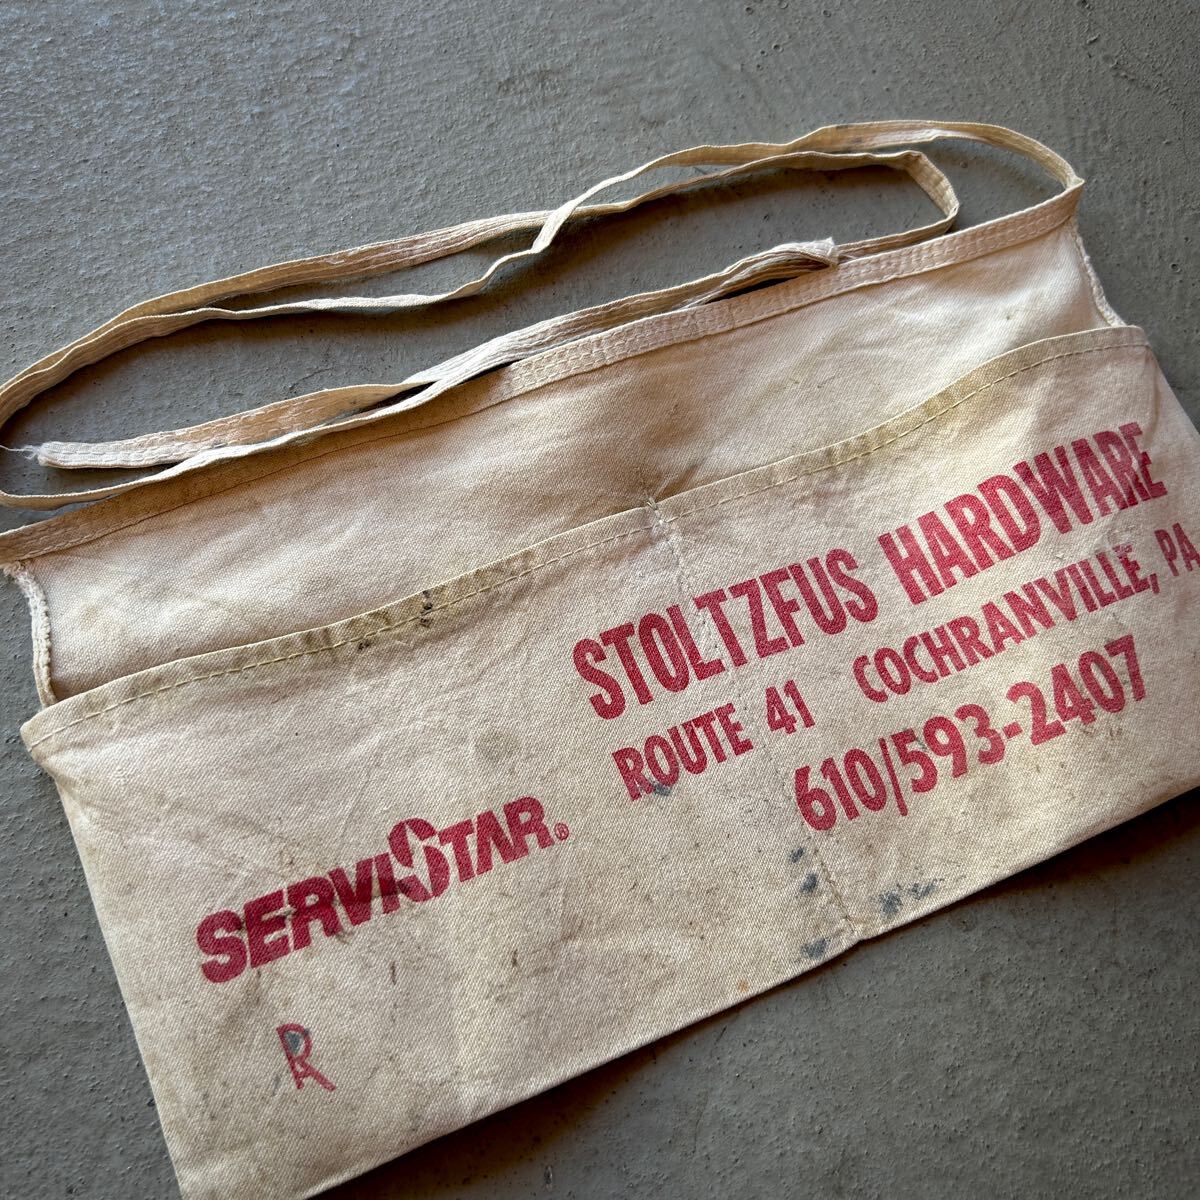 STOLTZFUS HARDWARE
ROUTE 41 COCHRANVILLE, PA
610/593-2407
SERVISTAR®
R